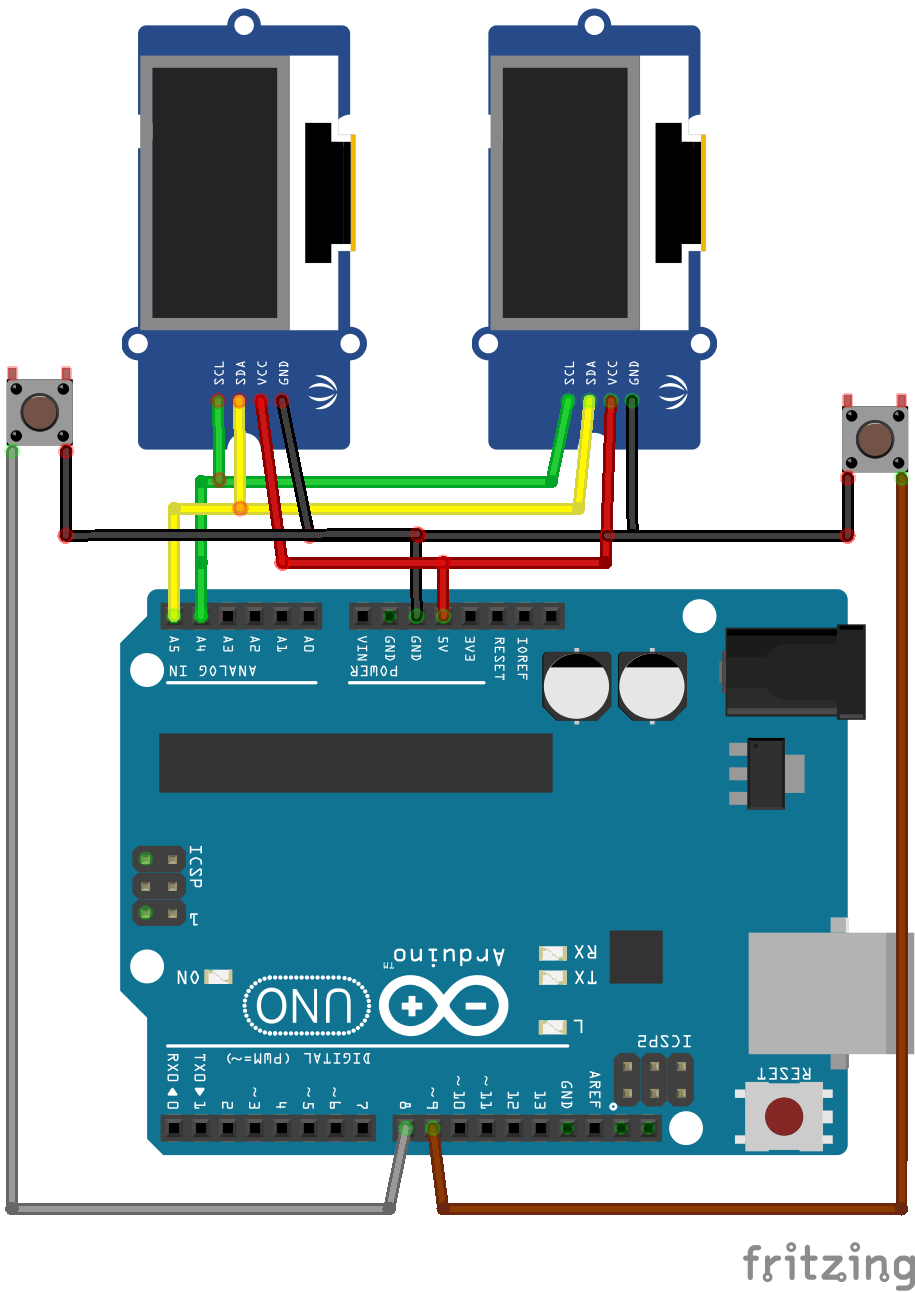 SCL SDA VCC GND
SCL SDA VCC GND
A5 A4 A3 A2 A1 A0
VIN GND GND 5V 3V3 RESET IOREF
ANALOG IN
POWER
ICSP
1
Arduino™
RX
TX
ON
UNO
L
ICSP2
DIGITAL (PWM=~)
RESET
RX0 ◀ 0
TX0 ▶ 1
2
~3
4
~5
~6
7
8
~9
~10
~11
12
13
GND
AREF
fritzing